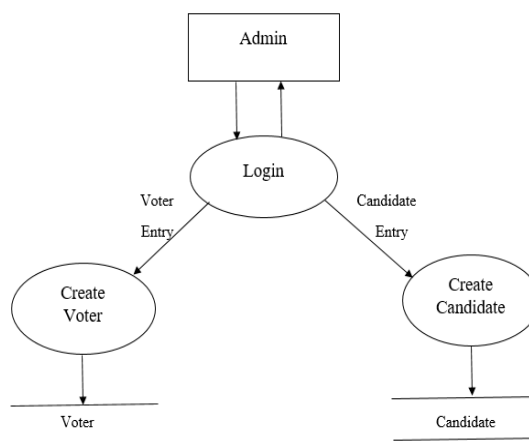 Admin
Login
Voter
Entry
Candidate
Entry
Create
Voter
Create
Candidate
Voter
Candidate